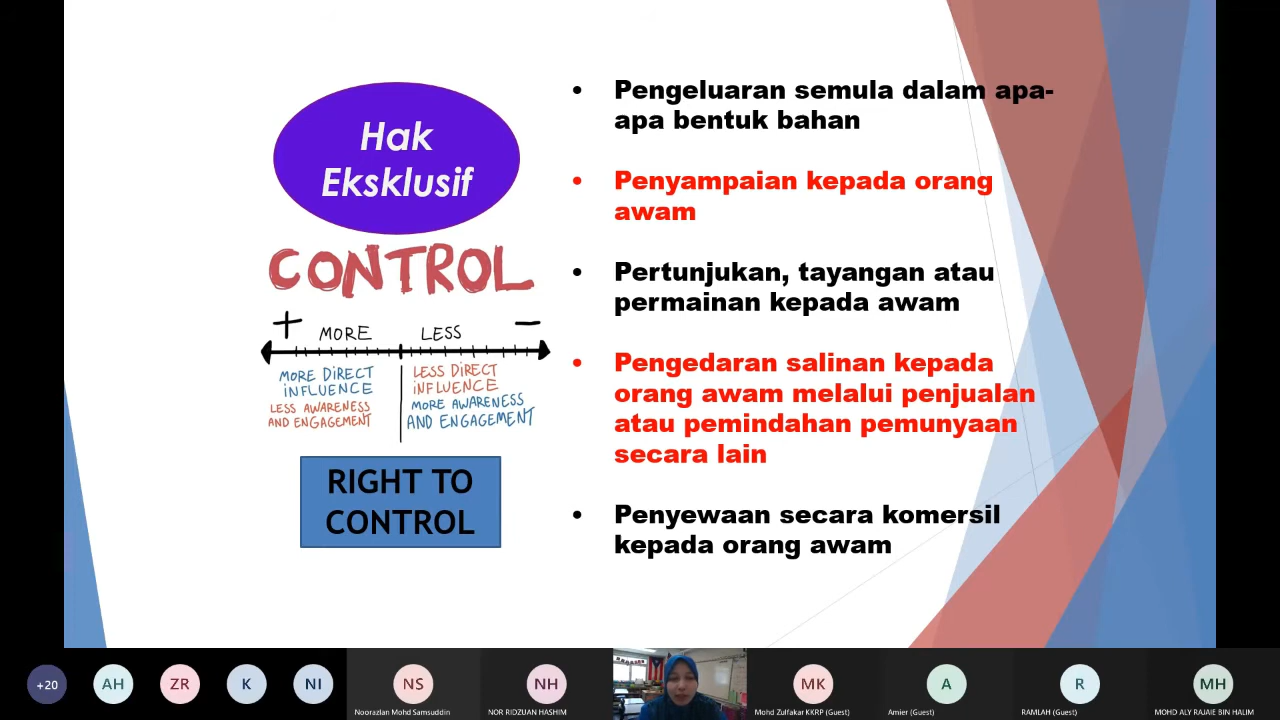 Hak
Eksklusif
CONTROL
+ −
MORE LESS
MORE DIRECT
INFLUENCE
LESS AWARENESS
AND ENGAGEMENT
LESS DIRECT
INFLUENCE
MORE AWARENESS
AND ENGAGEMENT
RIGHT TO
CONTROL
• Pengeluaran semula dalam apa-
apa bentuk bahan
• Penyampaian kepada orang
awam
• Pertunjukan, tayangan atau
permainan kepada awam
• Pengedaran salinan kepada
orang awam melalui penjualan
atau pemindahan pemunyaan
secara lain
• Penyewaan secara komersil
kepada orang awam
+20 AH ZR K NI NS NH MK A R MH
Noorazlan Mohd Samsuddin NOR RIDZUAN HASHIM Mohd Zulfakar KKRP (Guest) Amier (Guest) RAMLAH (Guest) MOHD ALY RAJAIE BIN HALIM